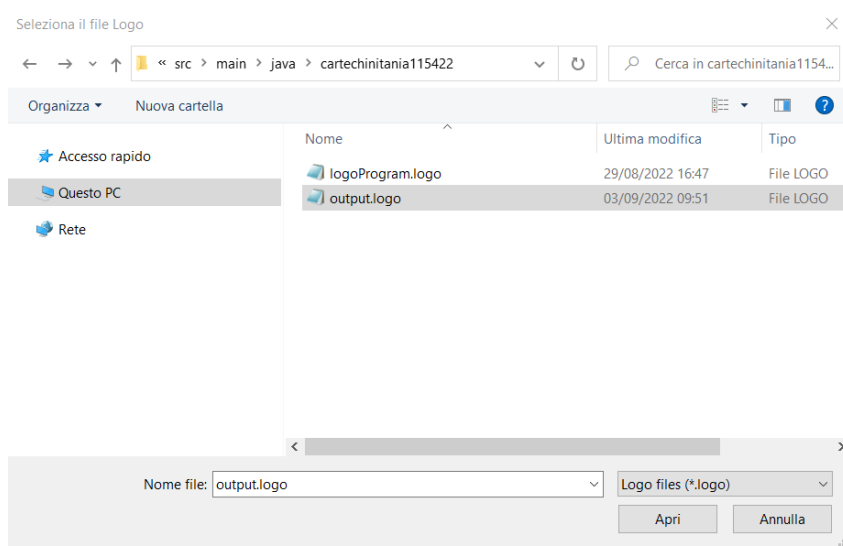 Seleziona il file Logo
« src > main > java > cartechinitania115422
Cerca in cartechinitania1154...
Organizza Nuova cartella
?
Nome Ultima modifica Tipo
Accesso rapido
Questo PC
Rete
logoProgram.logo 29/08/2022 16:47 File LOGO
output.logo 03/09/2022 09:51 File LOGO
Nome file: output.logo Logo files (*.logo)
Apri Annulla